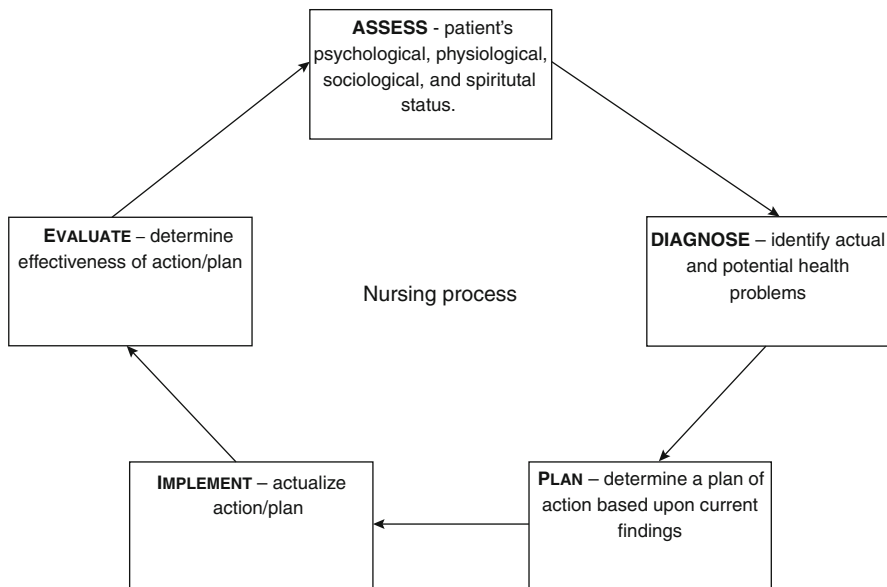 ASSESS - patient's
psychological, physiological,
sociological, and spiritutal
status.
EVALUATE – determine
effectiveness of action/plan
DIAGNOSE – identify actual
and potential health
problems
Nursing process
IMPLEMENT – actualize
action/plan
PLAN – determine a plan of
action based upon current
findings